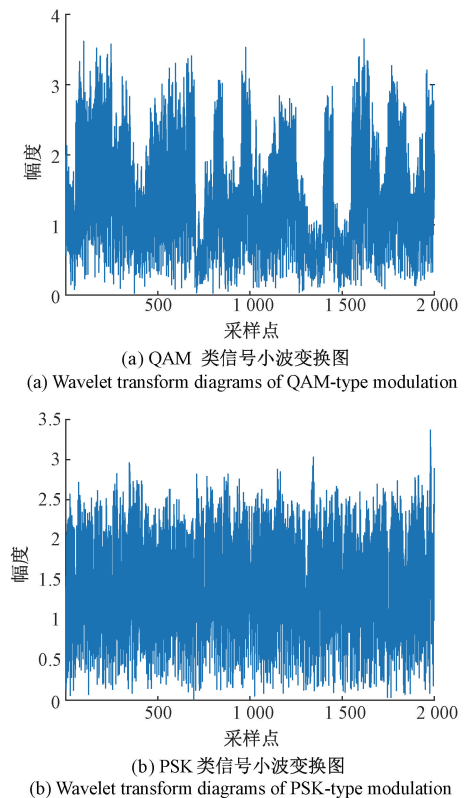 4
3
2
1
0
幅度
500
1 000
1 500
2 000
采样点
(a) QAM 类信号小波变换图
(a) Wavelet transform diagrams of QAM-type modulation
3.5
3
2.5
2
1.5
1
0.5
0
幅度
500
1 000
1 500
2 000
采样点
(b) PSK类信号小波变换图
(b) Wavelet transform diagrams of PSK-type modulation